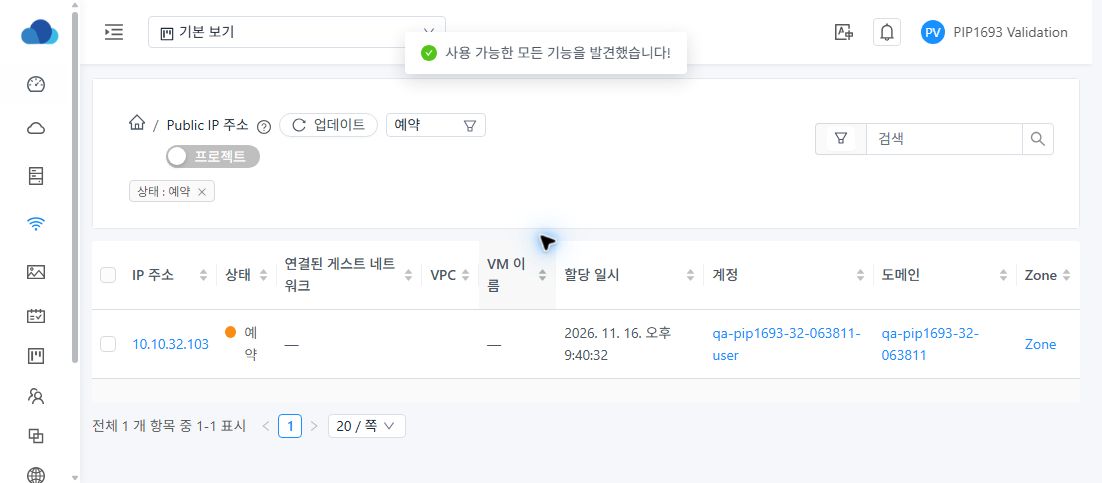 기본 보기
사용 가능한 모든 기능을 발견했습니다!
PV PIP1693 Validation
/ Public IP 주소 업데이트 예약
프로젝트
검색
상태 : 예약
IP 주소 상태 연결된 게스트 네트워크 VPC VM 이름 할당 일시 계정 도메인 Zone
10.10.32.103 예약 — — 2026. 11. 16. 오후 9:40:32 qa-pip1693-32-063811-user qa-pip1693-32-063811 Zone
전체 1 개 항목 중 1-1 표시 < 1 > 20 / 쪽